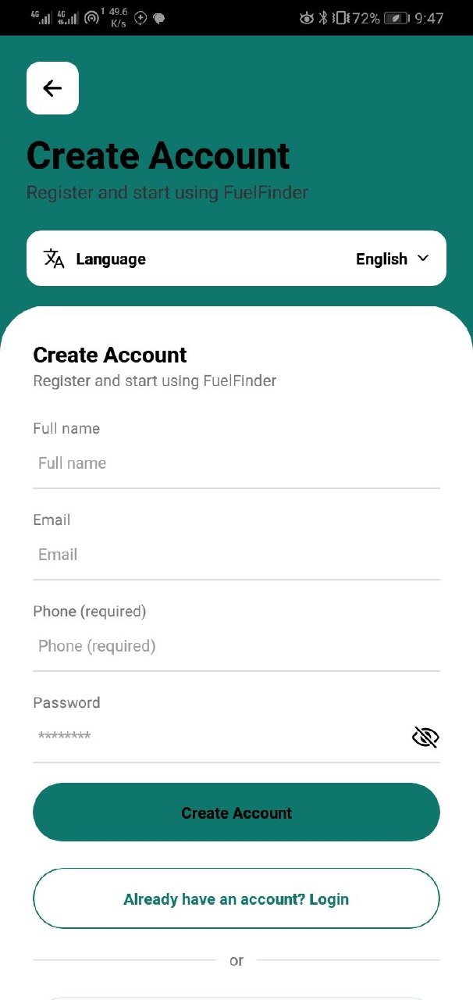 4G 4G 1 49.6 K/s 72% 9:47
Create Account
Register and start using FuelFinder
Language English
Create Account
Register and start using FuelFinder
Full name
Full name
Email
Email
Phone (required)
Phone (required)
Password
********
Create Account
Already have an account? Login
or